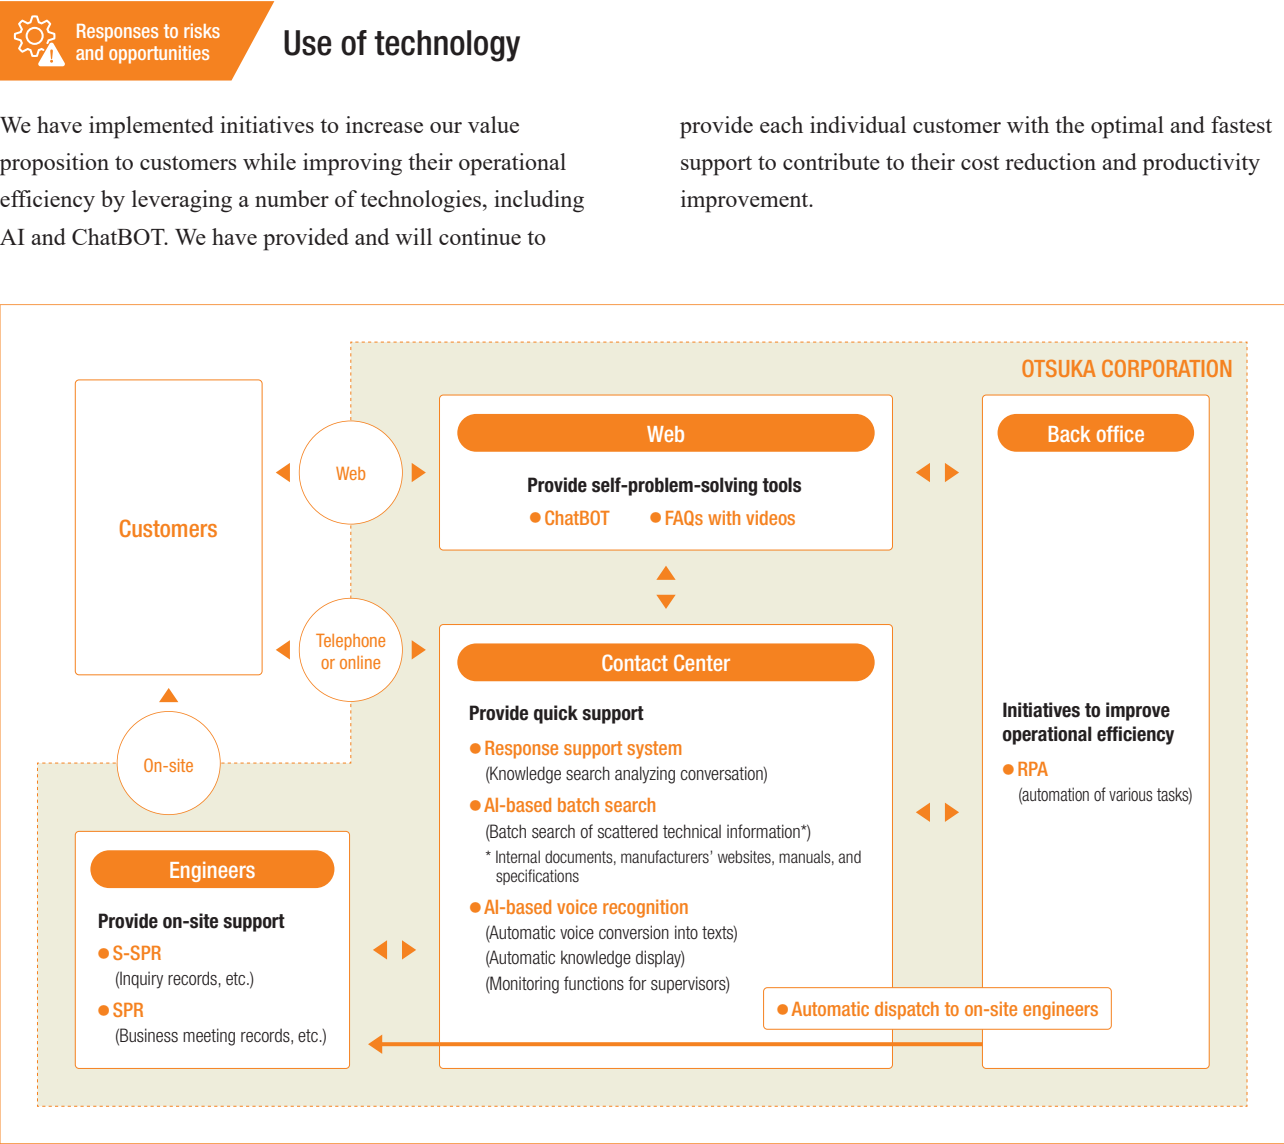 Responses to risks
and opportunities
Use of technology
We have implemented initiatives to increase our value
proposition to customers while improving their operational
efficiency by leveraging a number of technologies, including
AI and ChatBOT. We have provided and will continue to
provide each individual customer with the optimal and fastest
support to contribute to their cost reduction and productivity
improvement.
OTSUKA CORPORATION
Customers
Web
Telephone
or online
On-site
Web
Provide self-problem-solving tools
● ChatBOT
● FAQs with videos
Contact Center
Provide quick support
● Response support system
(Knowledge search analyzing conversation)
● AI-based batch search
(Batch search of scattered technical information*)
* Internal documents, manufacturers’ websites, manuals, and
specifications
● AI-based voice recognition
(Automatic voice conversion into texts)
(Automatic knowledge display)
(Monitoring functions for supervisors)
Back office
Initiatives to improve
operational efficiency
● RPA
(automation of various tasks)
Engineers
Provide on-site support
● S-SPR
(Inquiry records, etc.)
● SPR
(Business meeting records, etc.)
● Automatic dispatch to on-site engineers